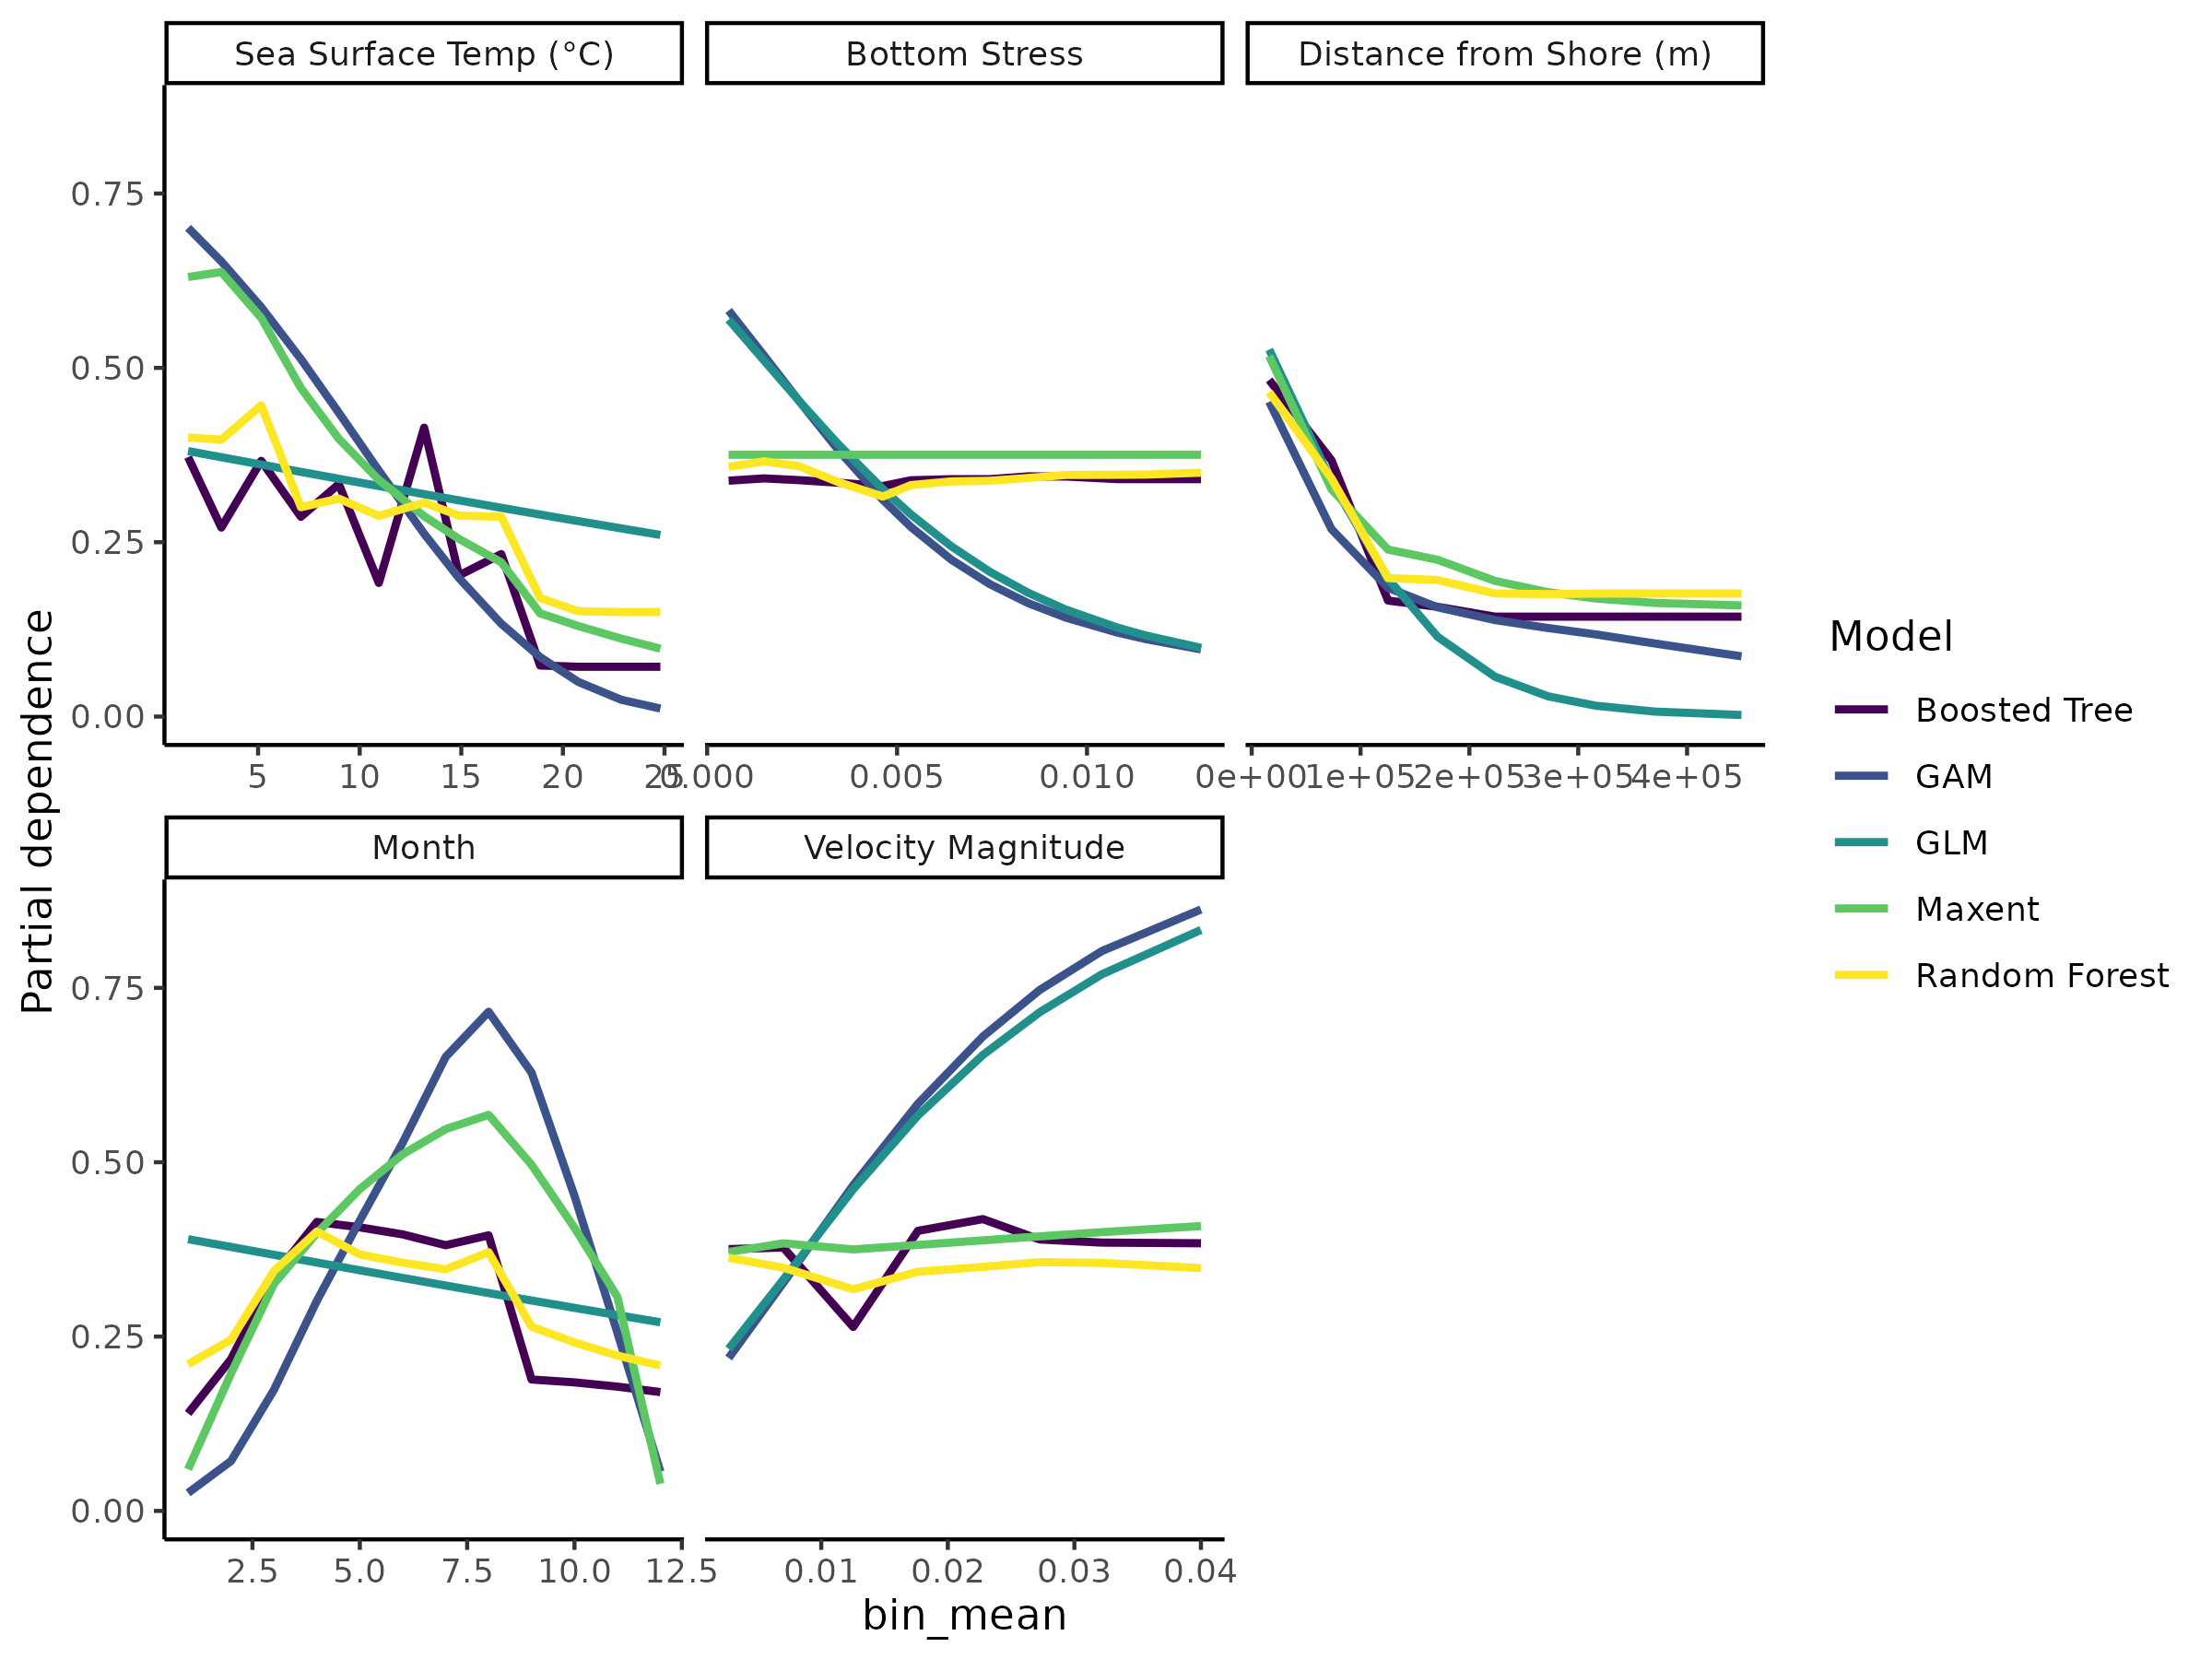 Sea Surface Temp (°C)
Bottom Stress
Distance from Shore (m)
0.75
0.50
0.25
0.00
5 10 15 20 25
0.000 0.005 0.010
0e+00 1e+05 2e+05 3e+05 4e+05
Partial dependence
Month
Velocity Magnitude
0.75
0.50
0.25
0.00
2.5 5.0 7.5 10.0 12.5
0.01 0.02 0.03 0.04
bin_mean
Model
Boosted Tree
GAM
GLM
Maxent
Random Forest